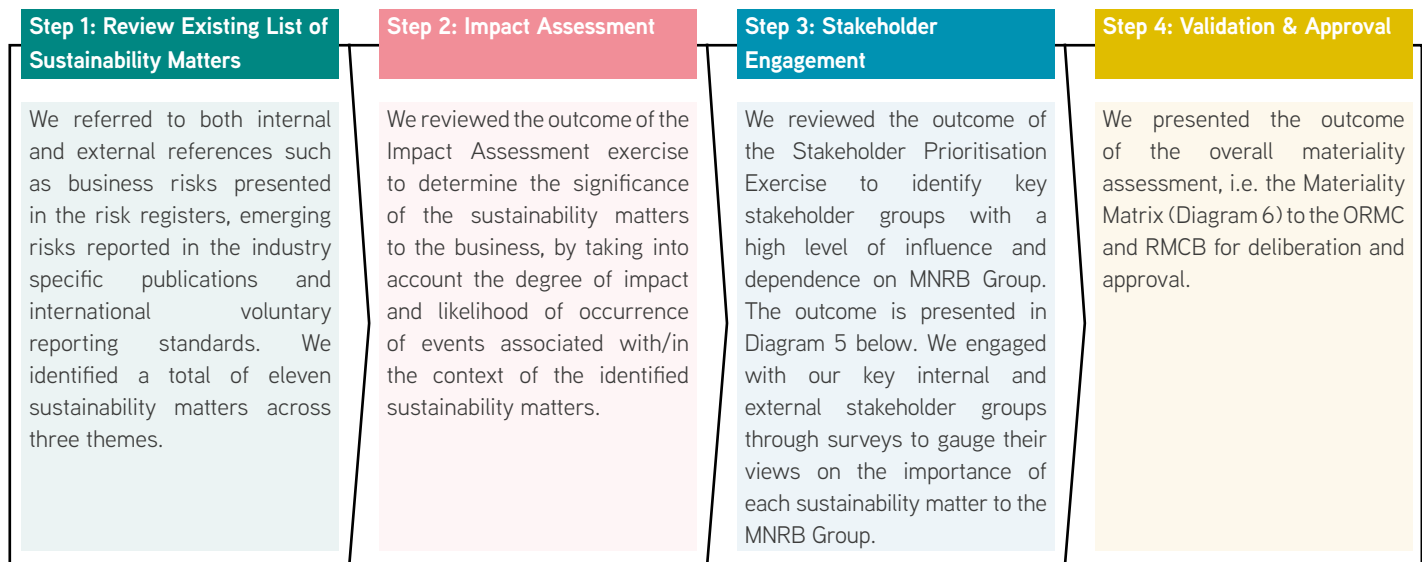 Step 1: Review Existing List of
Sustainability Matters
We referred to both internal
and external references such
as business risks presented
in the risk registers, emerging
risks reported in the industry
specific publications and
international voluntary
reporting standards. We
identified a total of eleven
sustainability matters across
three themes.
Step 2: Impact Assessment
We reviewed the outcome of the
Impact Assessment exercise
to determine the significance
of the sustainability matters
to the business, by taking into
account the degree of impact
and likelihood of occurrence
of events associated with/in
the context of the identified
sustainability matters.
Step 3: Stakeholder
Engagement
We reviewed the outcome of
the Stakeholder Prioritisation
Exercise to identify key
stakeholder groups with a
high level of influence and
dependence on MNRB Group.
The outcome is presented in
Diagram 5 below. We engaged
with our key internal and
external stakeholder groups
through surveys to gauge their
views on the importance of
each sustainability matter to the
MNRB Group.
Step 4: Validation & Approval
We presented the outcome
of the overall materiality
assessment, i.e. the Materiality
Matrix (Diagram 6) to the ORMC
and RMCB for deliberation and
approval.